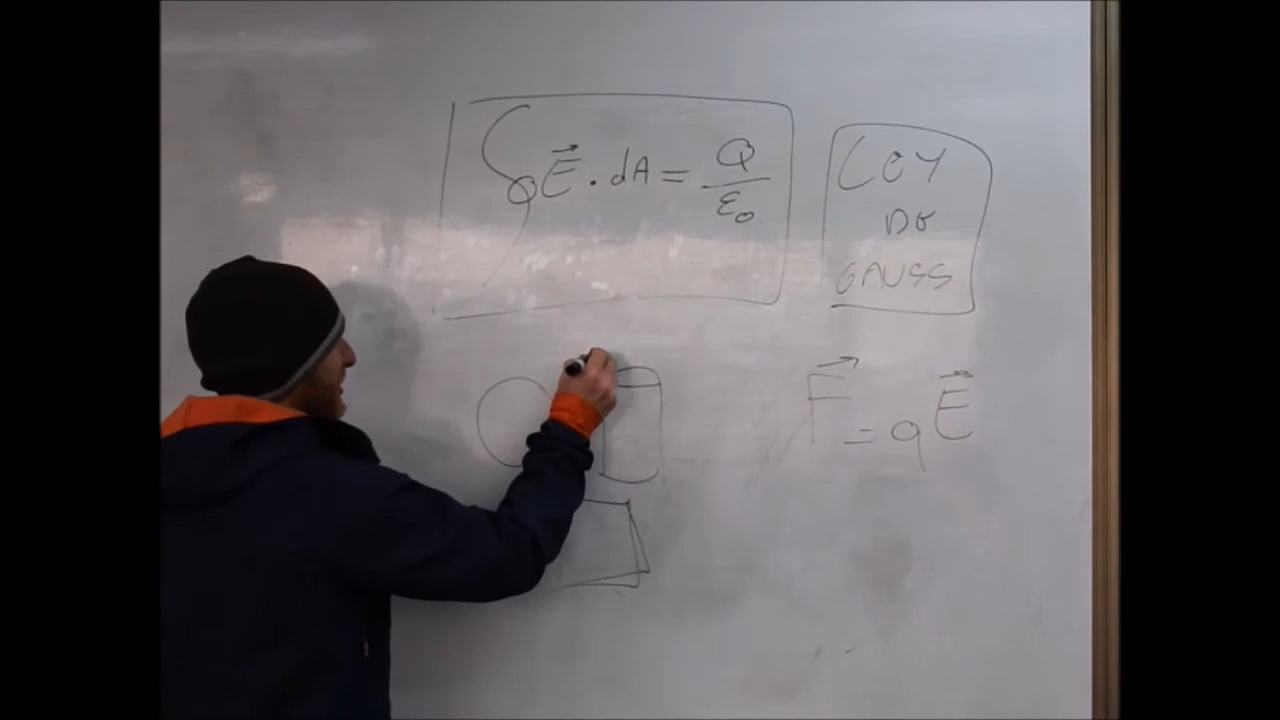 ∮ E⃗ · dA = Q/ε₀
LEY
DE
GAUSS
F⃗ = qE⃗